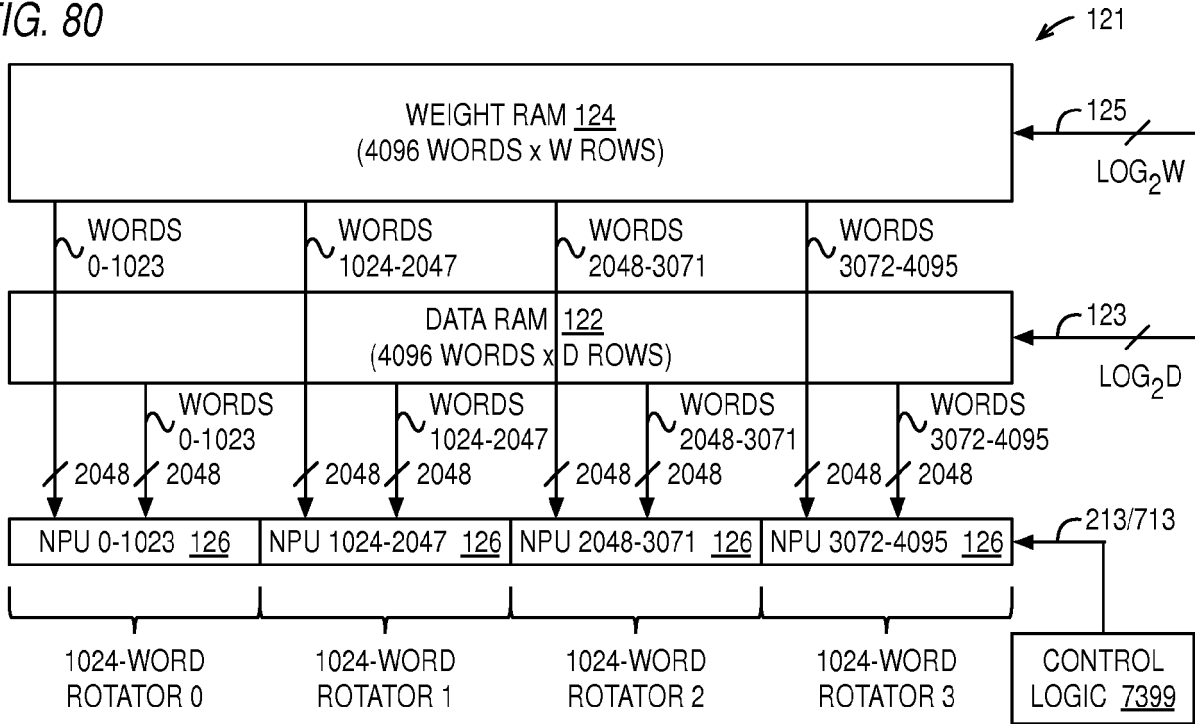 FIG. 80
121
WEIGHT RAM 124
(4096 WORDS x W ROWS)
125
LOG2W
WORDS
0-1023
WORDS
1024-2047
WORDS
2048-3071
WORDS
3072-4095
DATA RAM 122
(4096 WORDS x D ROWS)
123
LOG2D
WORDS
0-1023
WORDS
1024-2047
WORDS
2048-3071
WORDS
3072-4095
2048 2048 2048 2048 2048 2048 2048 2048
NPU 0-1023 126 NPU 1024-2047 126 NPU 2048-3071 126 NPU 3072-4095 126
213/713
1024-WORD
ROTATOR 0
1024-WORD
ROTATOR 1
1024-WORD
ROTATOR 2
1024-WORD
ROTATOR 3
CONTROL
LOGIC 7399